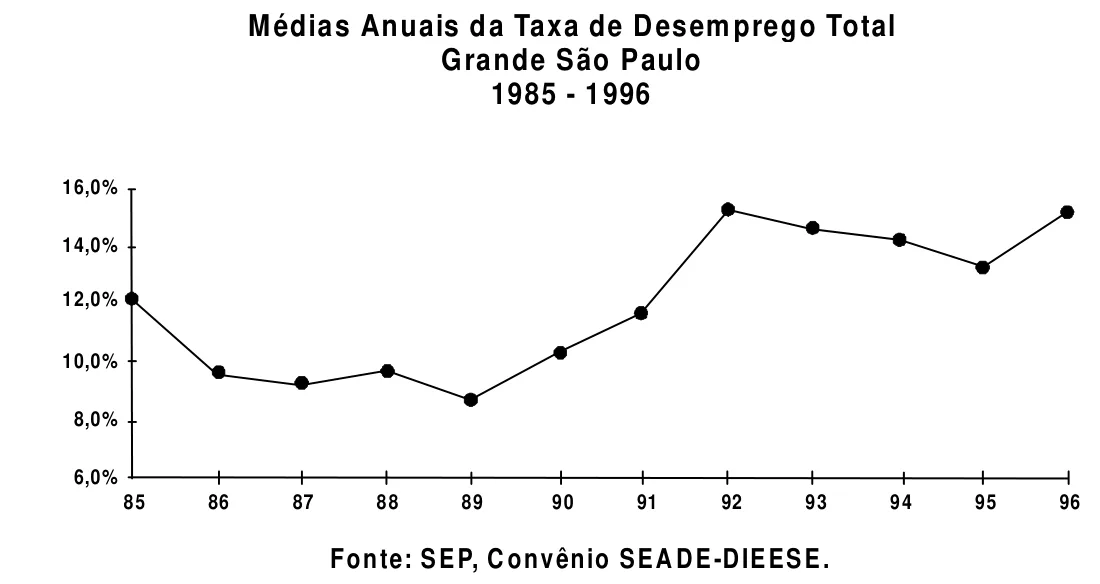 Médias Anuais da Taxa de Desemprego Total
Grande São Paulo
1985 - 1996
16,0%
14,0%
12,0%
10,0%
8,0%
6,0%
85 86 87 88 89 90 91 92 93 94 95 96
Fonte: SEP, Convênio SEADE-DIEESE.